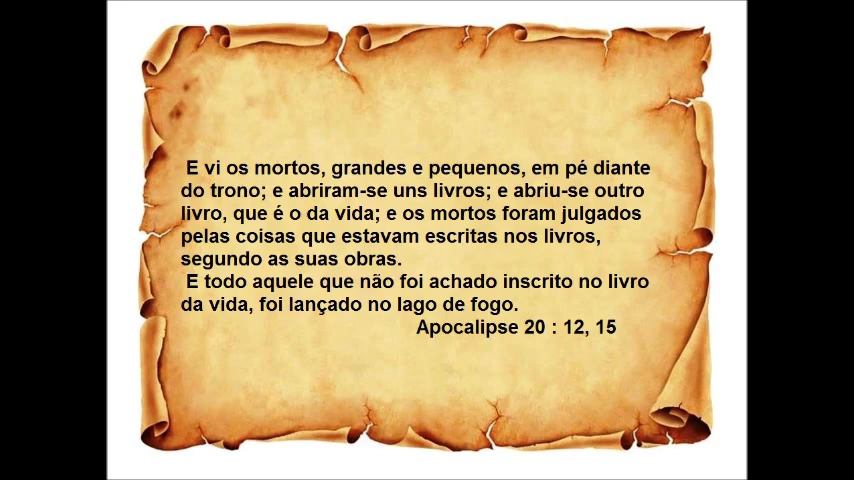 E vi os mortos, grandes e pequenos, em pé diante
do trono; e abriram-se uns livros; e abriu-se outro
livro, que é o da vida; e os mortos foram julgados
pelas coisas que estavam escritas nos livros,
segundo as suas obras.
E todo aquele que não foi achado inscrito no livro
da vida, foi lançado no lago de fogo.
Apocalipse 20 : 12, 15